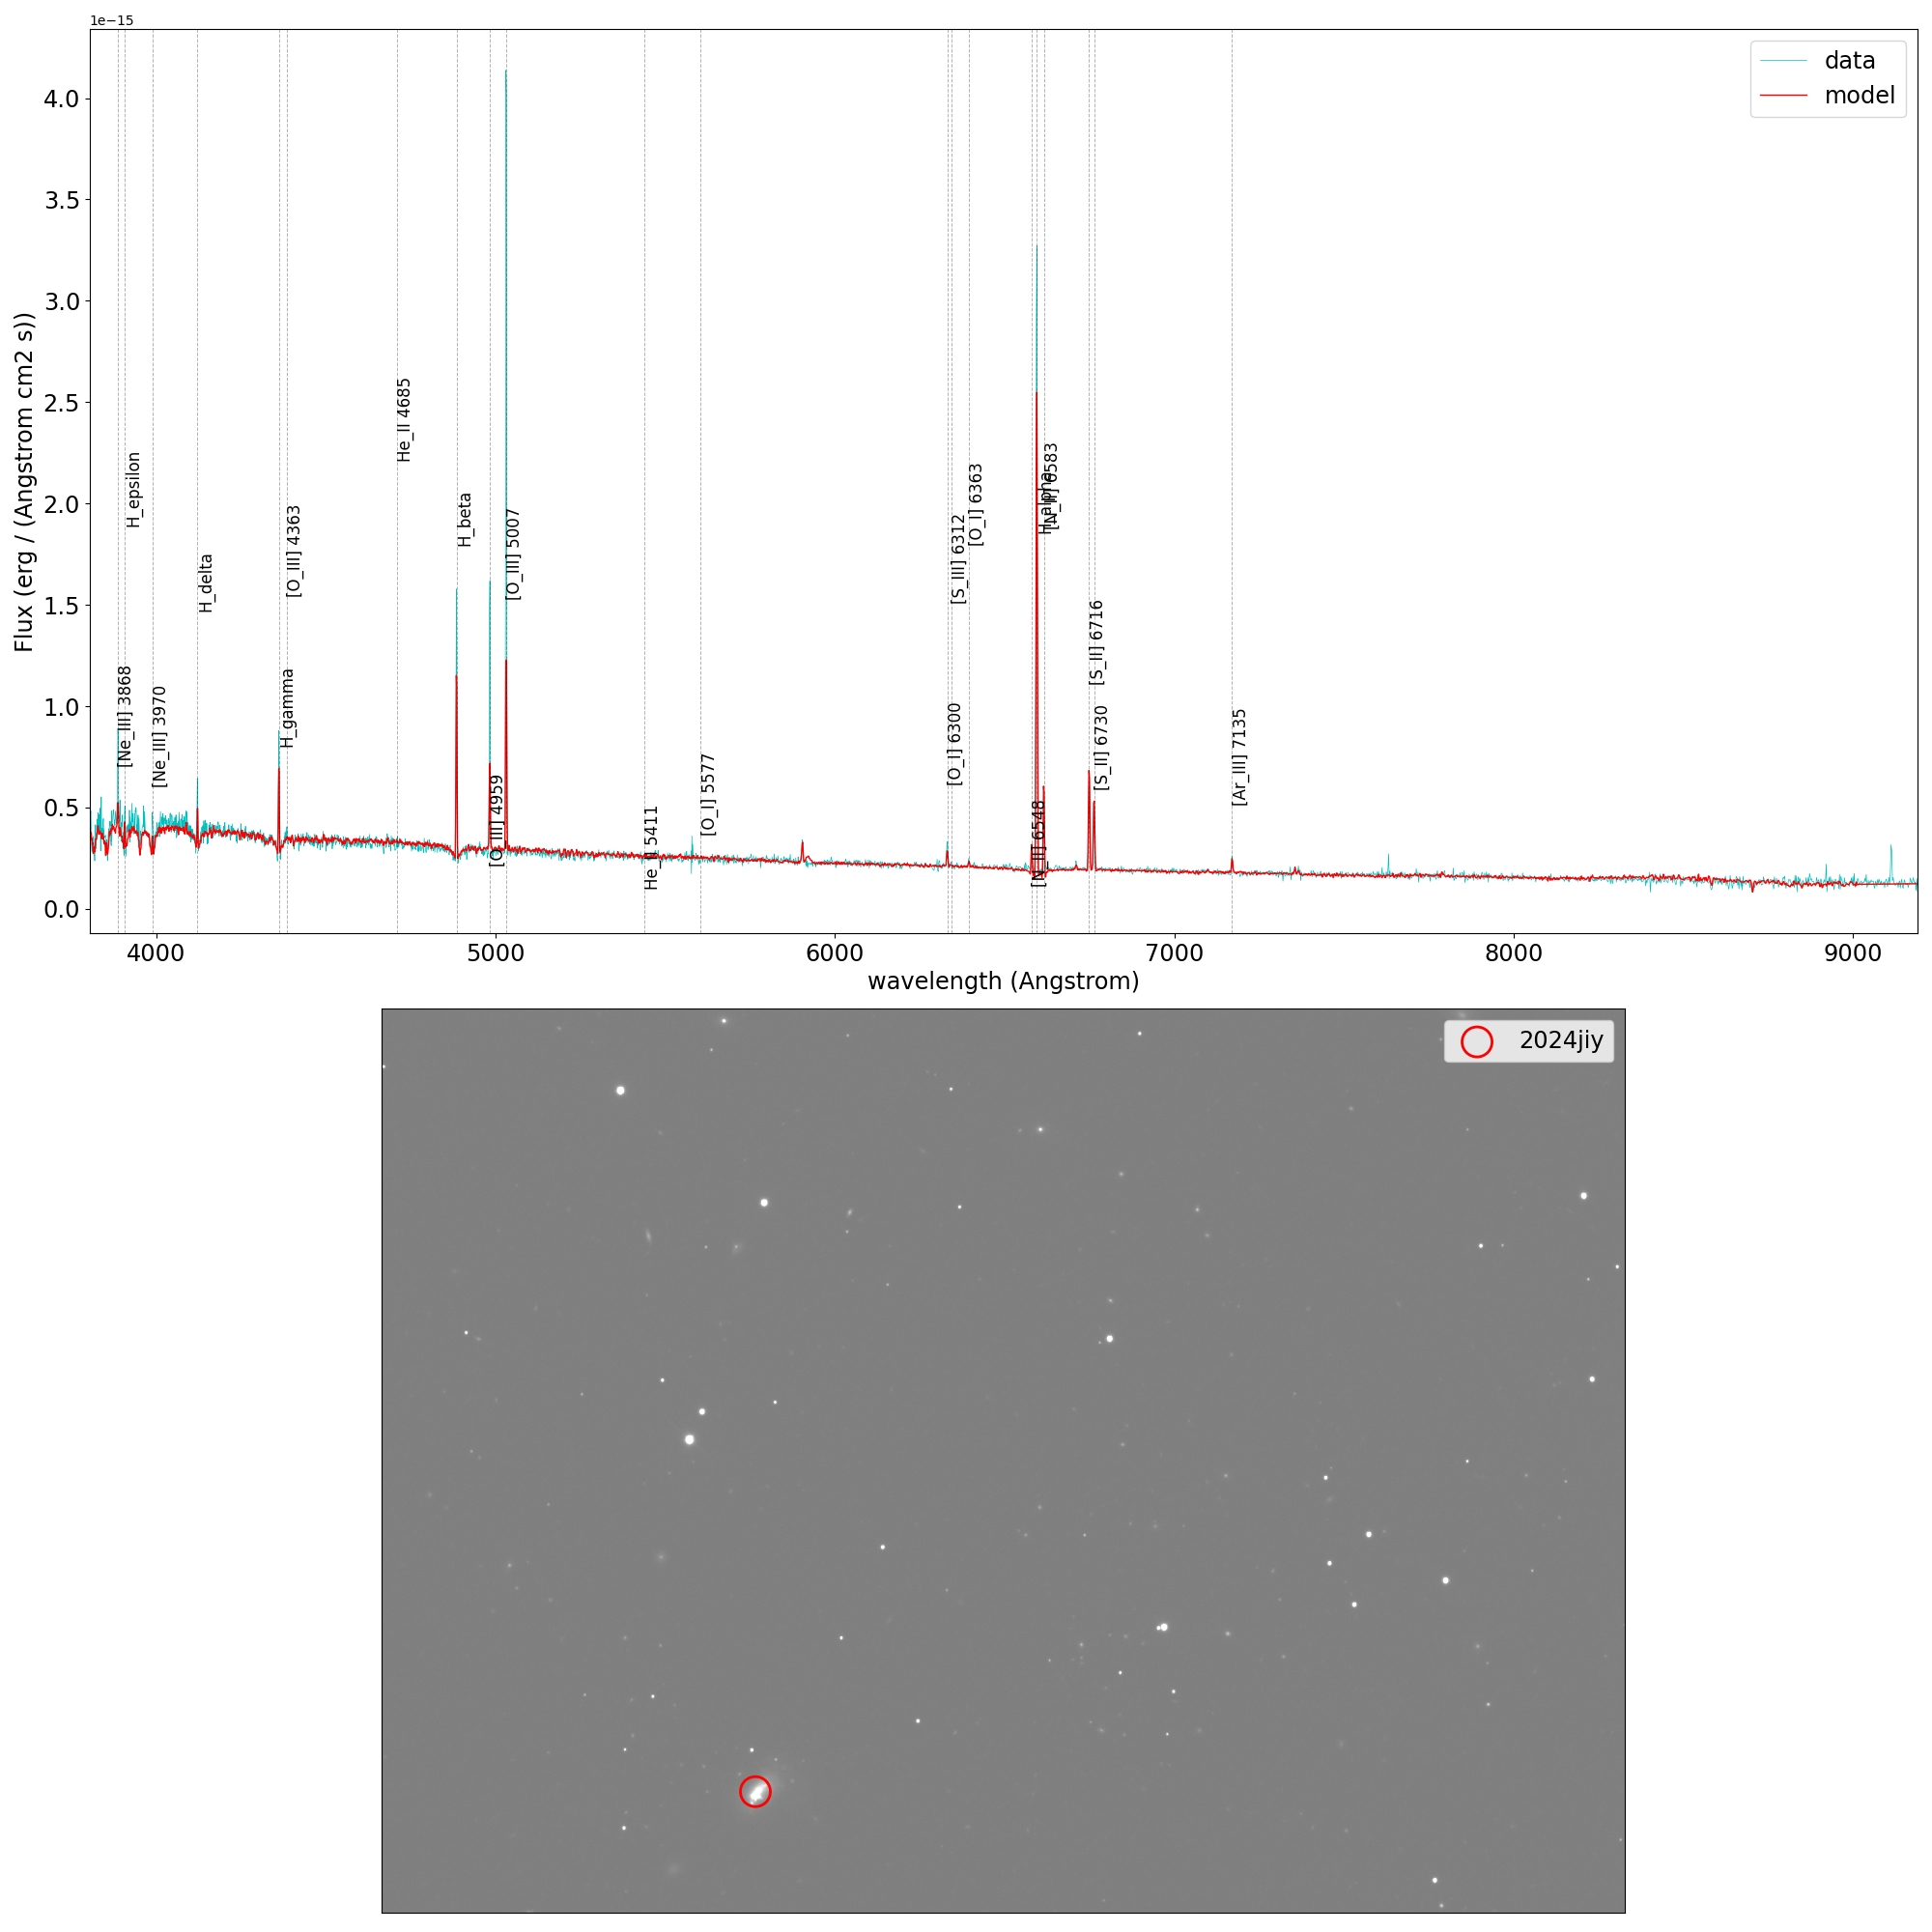 1e−15
data
model
4.0
3.5
3.0
2.5
2.0
1.5
1.0
0.5
0.0
Flux (erg / (Angstrom cm2 s))
[Ne_III] 3868
H_epsilon
[Ne_III] 3970
H_delta
H_gamma
[O_III] 4363
He_II 4685
H_beta
[O_III] 4959
[O_III] 5007
He_II 5411
[O_I] 5577
[O_I] 6300
[S_III] 6312
[O_I] 6363
[N_II] 6548
H_alpha
[N_II] 6583
[S_II] 6716
[S_II] 6730
[Ar_III] 7135
4000 5000 6000 7000 8000 9000
wavelength (Angstrom)
2024jiy